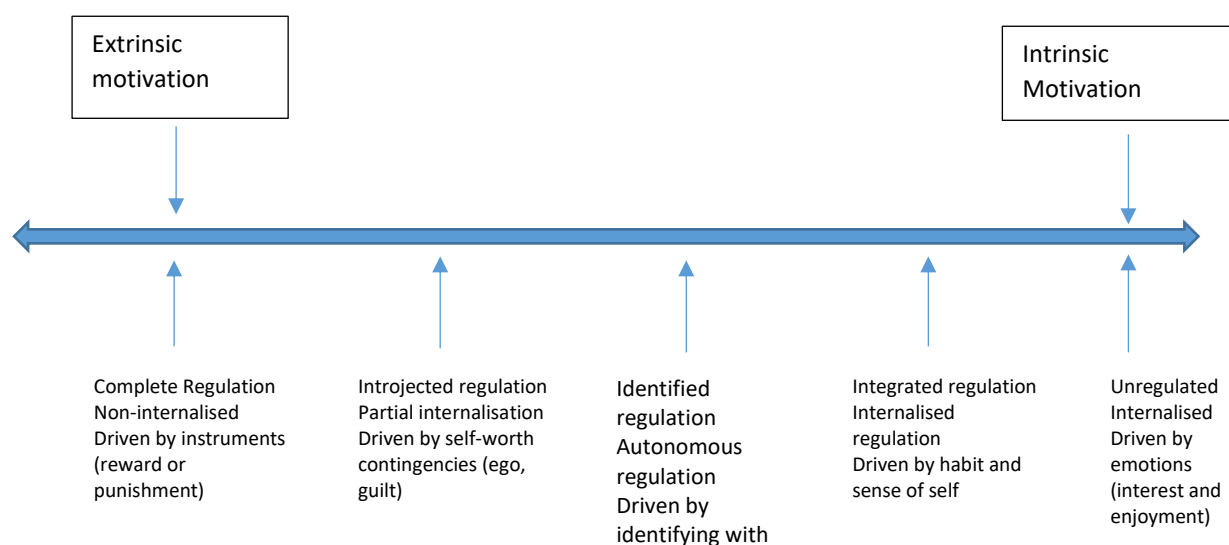 Extrinsic
motivation
Intrinsic
Motivation
Complete Regulation
Non-internalised
Driven by instruments
(reward or
punishment)
Introjected regulation
Partial internalisation
Driven by self-worth
contingencies (ego,
guilt)
Identified
regulation
Autonomous
regulation
Driven by
identifying with
Integrated regulation
Internalised
regulation
Driven by habit and
sense of self
Unregulated
Internalised
Driven by
emotions
(interest and
enjoyment)